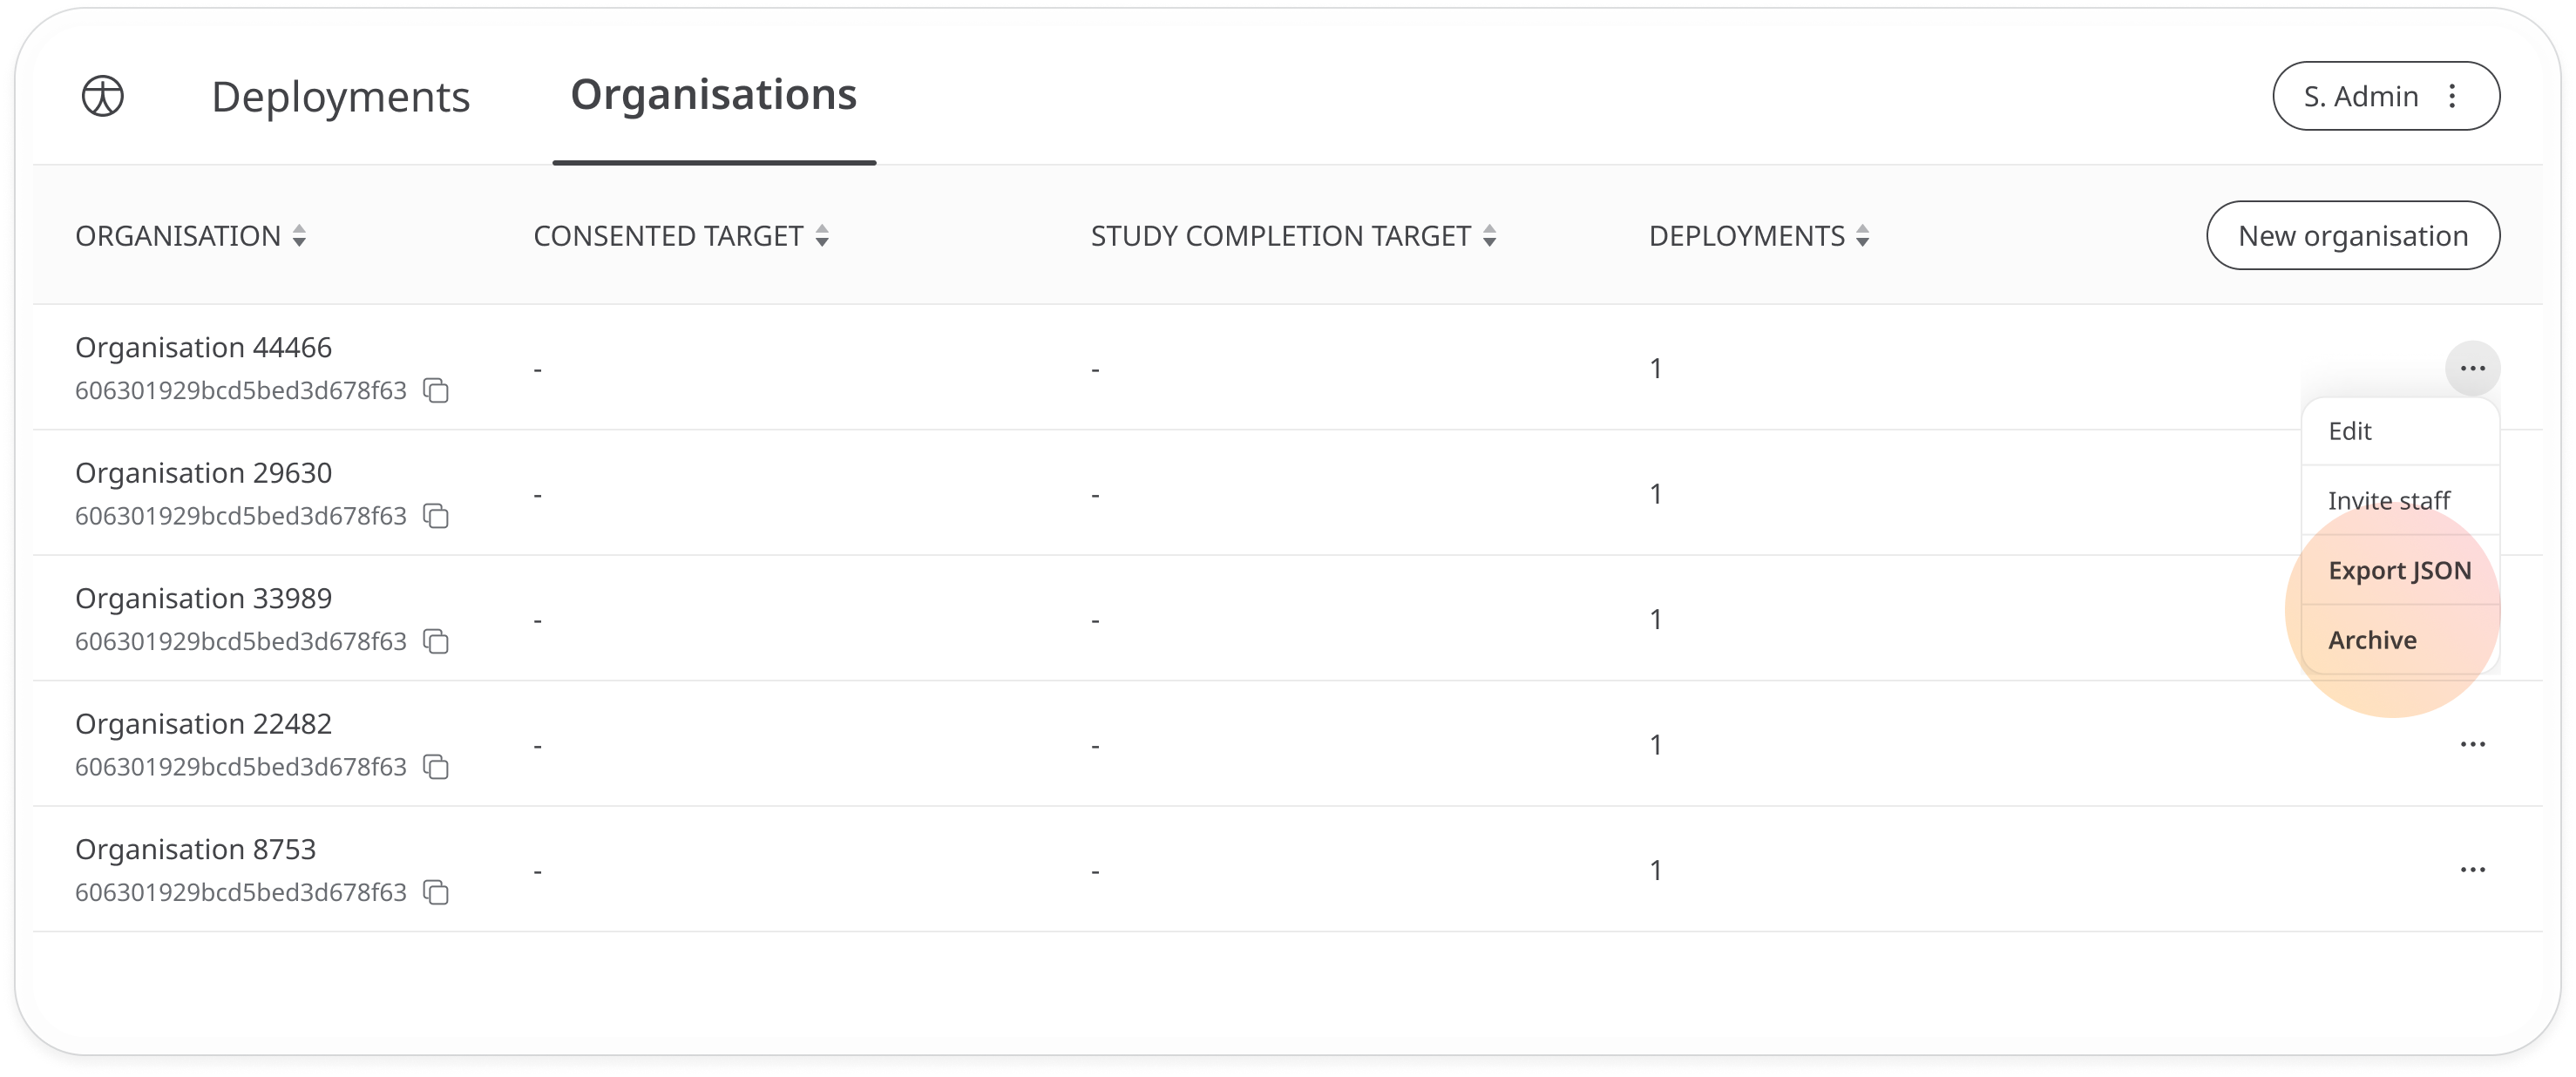 Deployments Organisations S. Admin
ORGANISATION CONSENTED TARGET STUDY COMPLETION TARGET DEPLOYMENTS New organisation
Organisation 44466
606301929bcd5bed3d678f63 - - 1
Organisation 29630
606301929bcd5bed3d678f63 - - 1
Organisation 33989
606301929bcd5bed3d678f63 - - 1
Organisation 22482
606301929bcd5bed3d678f63 - - 1
Organisation 8753
606301929bcd5bed3d678f63 - - 1
Edit
Invite staff
Export JSON
Archive